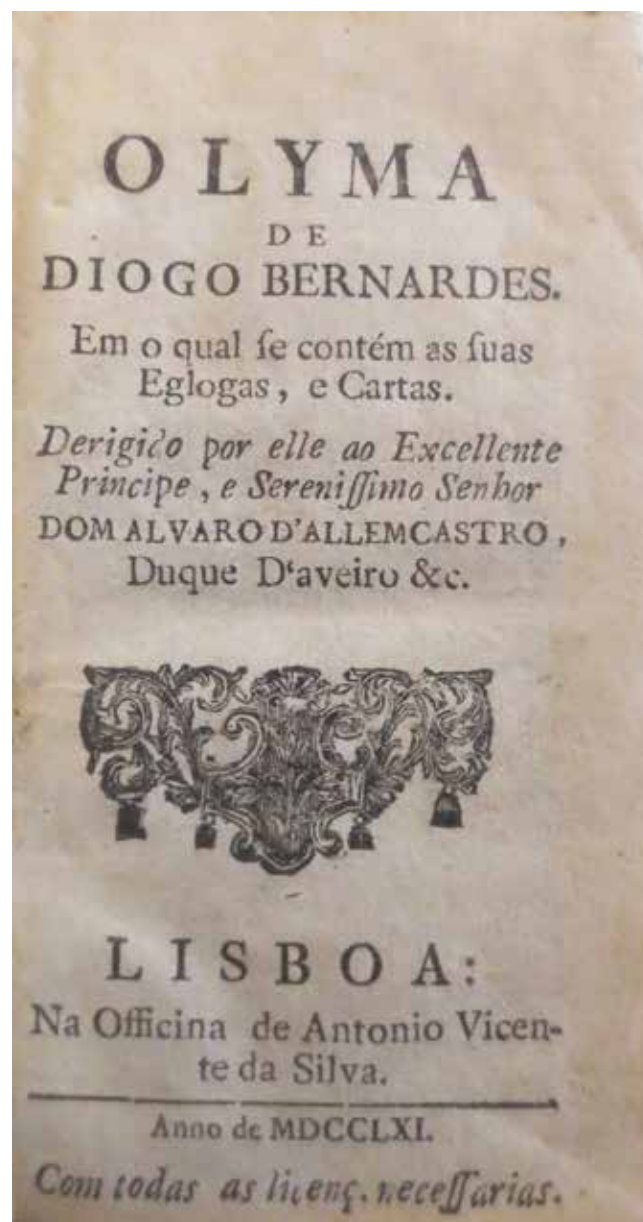 OLYMA
DE
DIOGO BERNARDES.
Em o qual ſe contém as ſuas
Eglogas, e Cartas.
Derigido por elle ao Excellente
Principe, e Sereniſſimo Senhor
DOM ALVARO D'ALLEMCASTRO,
Duque D‘aveiro &c.
LISBOA:
Na Officina de Antonio Vicen-
te da Silva.
Anno de MDCCLXI.
Com todas as licenç. neceſſarias.